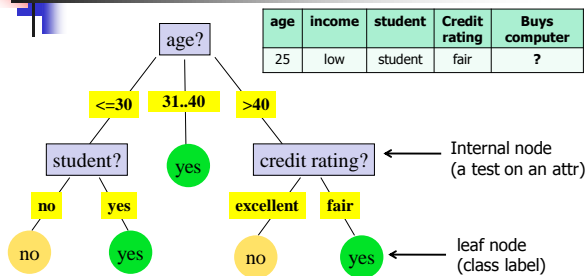 age income student Credit rating Buys computer
25 low student fair ?
age?
<=30 31..40 >40
student? yes credit rating?
Internal node
(a test on an attr)
no yes excellent fair
no yes no yes
leaf node
(class label)